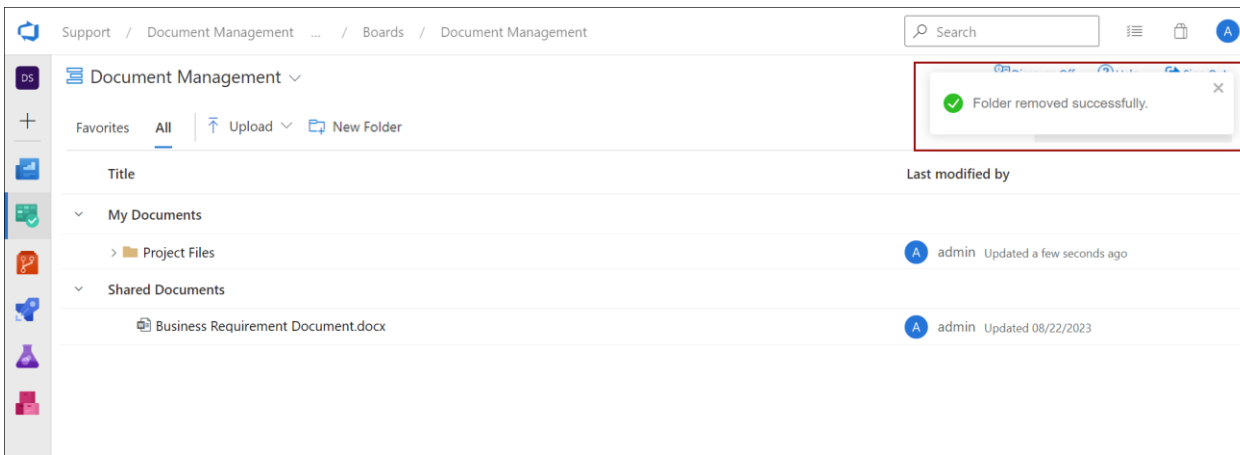 Support / Document Management ... / Boards / Document Management
Search
A
DS
Document Management
Folder removed successfully.
Favorites All Upload New Folder
Title Last modified by
My Documents
Project Files A admin Updated a few seconds ago
Shared Documents
Business Requirement Document.docx A admin Updated 08/22/2023